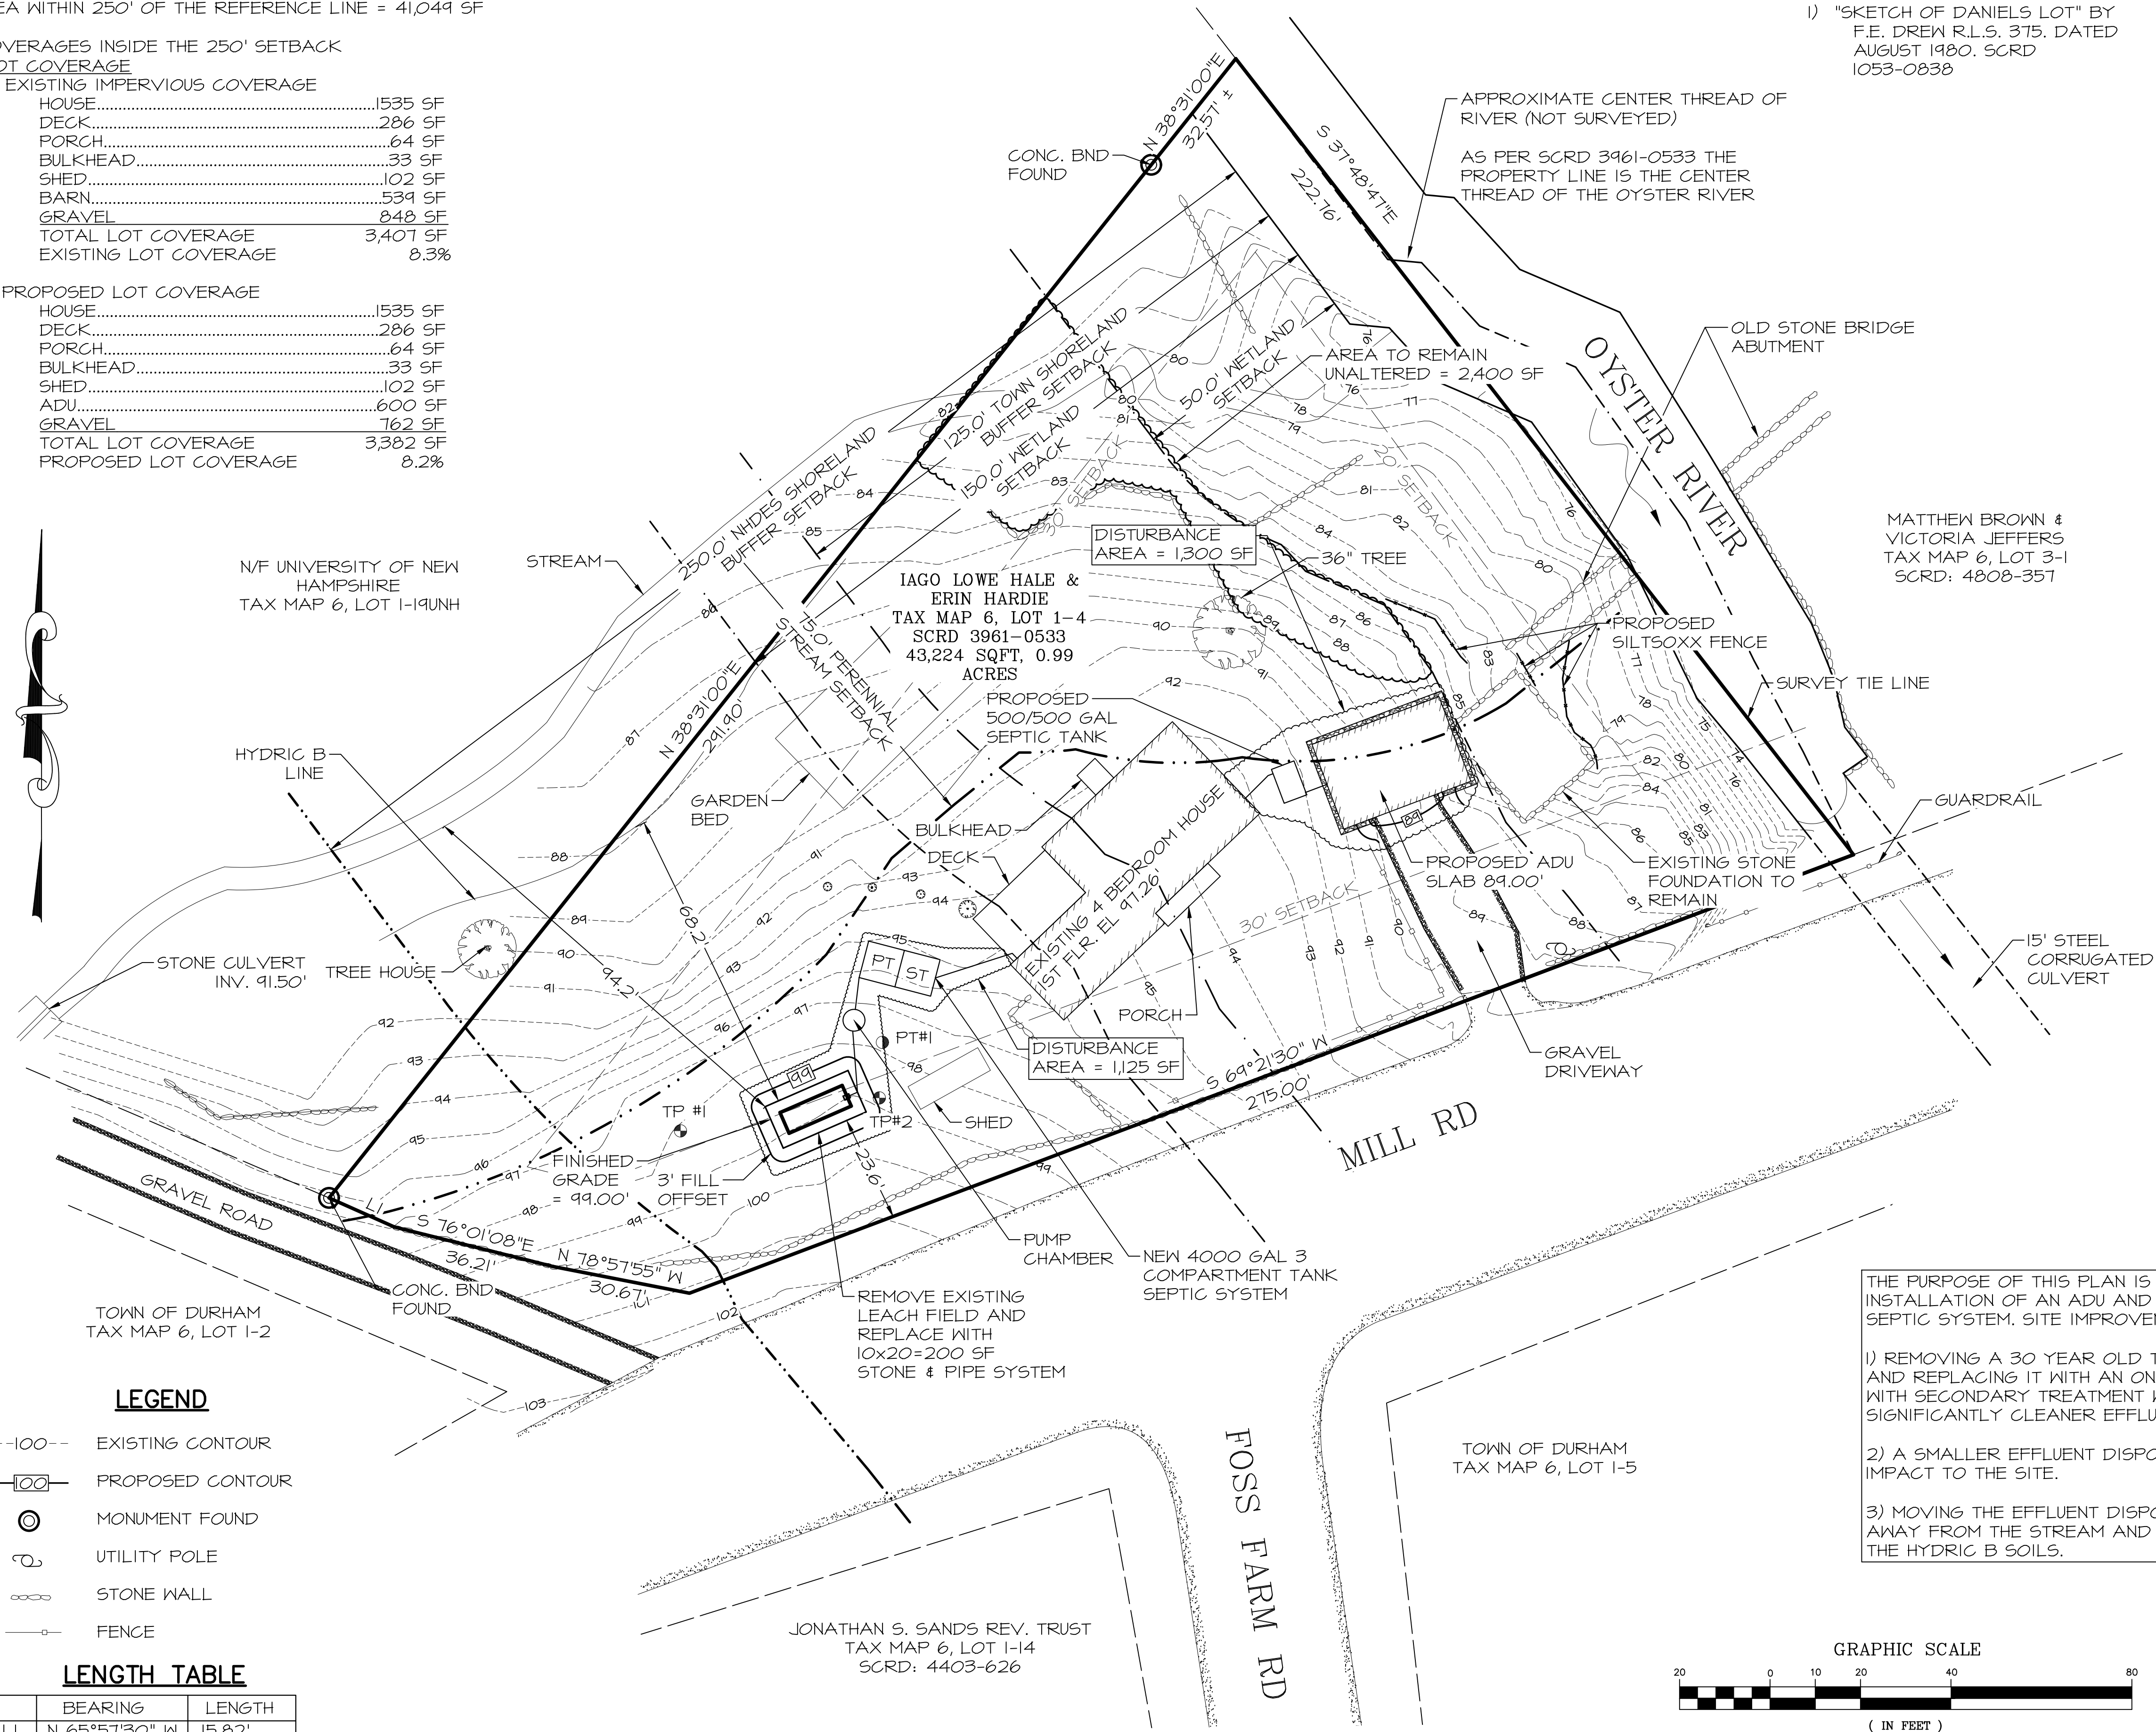 EA WITHIN 250' OF THE REFERENCE LINE = 41,049 SF
OVERAGES INSIDE THE 250' SETBACK
OT COVERAGE
EXISTING IMPERVIOUS COVERAGE
HOUSE 1535 SF
DECK 286 SF
PORCH 64 SF
BULKHEAD 33 SF
SHED 102 SF
BARN 539 SF
GRAVEL 848 SF
TOTAL LOT COVERAGE 3,407 SF
EXISTING LOT COVERAGE 8.3%
PROPOSED LOT COVERAGE
HOUSE 1535 SF
DECK 286 SF
PORCH 64 SF
BULKHEAD 33 SF
SHED 102 SF
ADU 600 SF
GRAVEL 762 SF
TOTAL LOT COVERAGE 3,382 SF
PROPOSED LOT COVERAGE 8.2%
1) "SKETCH OF DANIELS LOT" BY
F.E. DREW R.L.S. 375. DATED
AUGUST 1980. SCRD
1053-0838
APPROXIMATE CENTER THREAD OF
RIVER (NOT SURVEYED)
AS PER SCRD 3961-0533 THE
PROPERTY LINE IS THE CENTER
THREAD OF THE OYSTER RIVER
CONC. BND
FOUND
N 38°31'00"E
32.57' ±
S 37°48'47"E
222.76'
OLD STONE BRIDGE
ABUTMENT
OYSTER RIVER
AREA TO REMAIN
UNALTERED = 2,400 SF
50.0' WETLAND
SETBACK
125.0' TOWN SHORELAND
BUFFER SETBACK
150.0' WETLAND
SETBACK
30' SETBACK
20' SETBACK
250.0' NHDES SHORELAND
BUFFER SETBACK
75.0' PERENNIAL
STREAM SETBACK
DISTURBANCE
AREA = 1,300 SF
36" TREE
MATTHEW BROWN &
VICTORIA JEFFERS
TAX MAP 6, LOT 3-1
SCRD: 4808-357
N/F UNIVERSITY OF NEW
HAMPSHIRE
TAX MAP 6, LOT 1-19UNH
STREAM
IAGO LOWE HALE &
ERIN HARDIE
TAX MAP 6, LOT 1-4
SCRD 3961-0533
43,224 SQFT, 0.99
ACRES
PROPOSED
SILTSOXX FENCE
SURVEY TIE LINE
PROPOSED
500/500 GAL
SEPTIC TANK
N 38°31'00"E
291.90'
HYDRIC B
LINE
GARDEN
BED
BULKHEAD
DECK
EXISTING 4 BEDROOM HOUSE
1ST FLR. EL 97.26'
PROPOSED ADU
SLAB 89.00'
EXISTING STONE
FOUNDATION TO
REMAIN
GUARDRAIL
30' SETBACK
15' STEEL
CORRUGATED
CULVERT
STONE CULVERT
INV. 91.50'
TREE HOUSE
68.2'
94.2'
PT ST
PT#1
PORCH
DISTURBANCE
AREA = 1,125 SF
GRAVEL
DRIVEWAY
S 69°21'30" W
275.00'
MILL RD
TP #1
TP#2
SHED
23.6'
FINISHED
GRADE
= 99.00'
3' FILL
OFFSET
GRAVEL ROAD
L1
S 76°01'08"E
36.21'
N 78°57'55" W
30.67'
CONC. BND
FOUND
PUMP
CHAMBER
NEW 4000 GAL 3
COMPARTMENT TANK
SEPTIC SYSTEM
REMOVE EXISTING
LEACH FIELD AND
REPLACE WITH
10x20=200 SF
STONE & PIPE SYSTEM
TOWN OF DURHAM
TAX MAP 6, LOT 1-2
LEGEND
100 EXISTING CONTOUR
100 PROPOSED CONTOUR
MONUMENT FOUND
UTILITY POLE
STONE WALL
FENCE
LENGTH TABLE
BEARING LENGTH
L1 N 65°57'30" W 15.82'
FOSS FARM RD
TOWN OF DURHAM
TAX MAP 6, LOT 1-5
JONATHAN S. SANDS REV. TRUST
TAX MAP 6, LOT 1-14
SCRD: 4403-626
THE PURPOSE OF THIS PLAN IS
INSTALLATION OF AN ADU AND
SEPTIC SYSTEM. SITE IMPROVE
1) REMOVING A 30 YEAR OLD
AND REPLACING IT WITH AN ON
WITH SECONDARY TREATMENT
SIGNIFICANTLY CLEANER EFFLU
2) A SMALLER EFFLUENT DISPO
IMPACT TO THE SITE.
3) MOVING THE EFFLUENT DISPO
AWAY FROM THE STREAM AND
THE HYDRIC B SOILS.
GRAPHIC SCALE
20 0 10 20 40 80
( IN FEET )